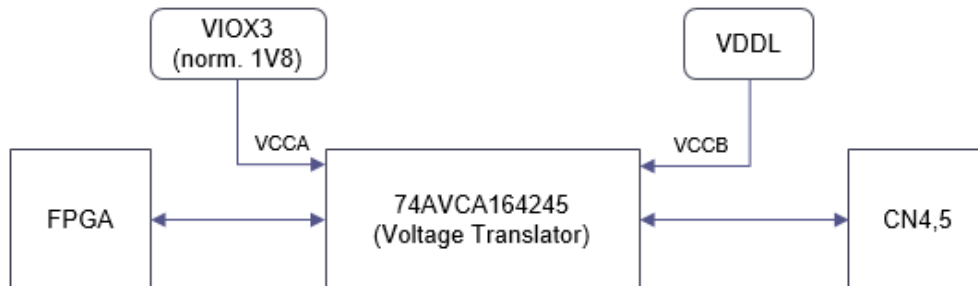 VIOX3
(norm. 1V8)
VDDL
VCCA
VCCB
FPGA
74AVCA164245
(Voltage Translator)
CN4,5